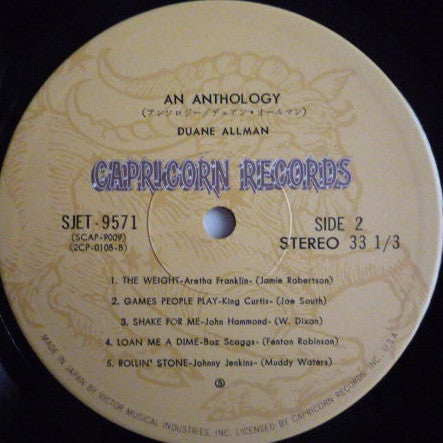 AN ANTHOLOGY
(アンソロジー/デュアン・オールマン)
DUANE ALLMAN
CAPRICORN RECORDS
SJET-9571
(SCAP-9009)
(2CP-0108-B)
SIDE 2
STEREO 33 1/3
1. THE WEIGHT-Aretha Franklin- (Jamie Robertson)
2. GAMES PEOPLE PLAY-King Curtis- (Joe South)
3. SHAKE FOR ME-John Hammond- (W. Dixon)
4. LOAN ME A DIME-Boz Scaggs- (Fenton Robinson)
5. ROLLIN' STONE-Johnny Jenkins- (Muddy Waters)
MADE IN JAPAN BY VICTOR MUSICAL INDUSTRIES, INC. UNDER LICENSED BY CAPRICORN RECORDS, INC. U.S.A.